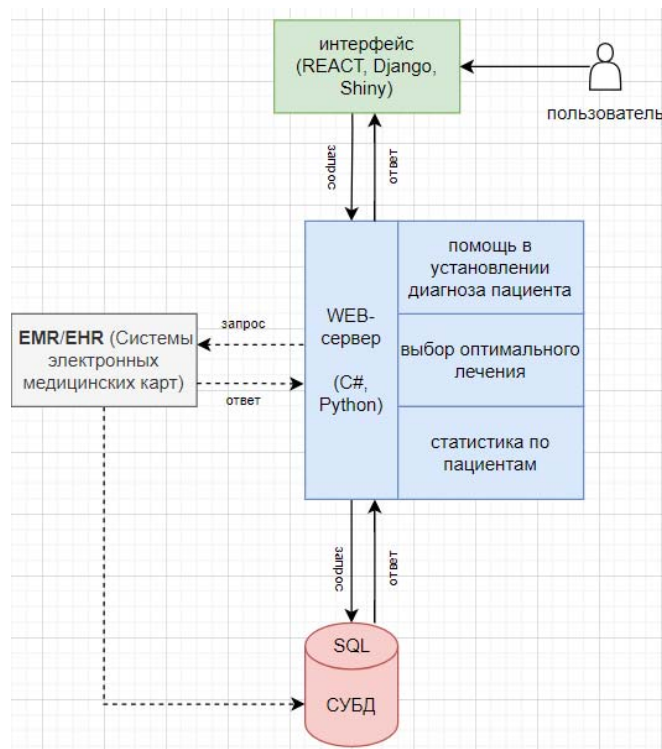 интерфейс
(REACT, Django,
Shiny)
пользователь
запрос
ответ
WEB-
сервер
(C#,
Python)
помощь в
установлении
диагноза пациента
выбор оптимального
лечения
статистика по
пациентам
EMR/EHR (Системы
электронных
медицинских карт)
запрос
ответ
запрос
ответ
SQL
СУБД